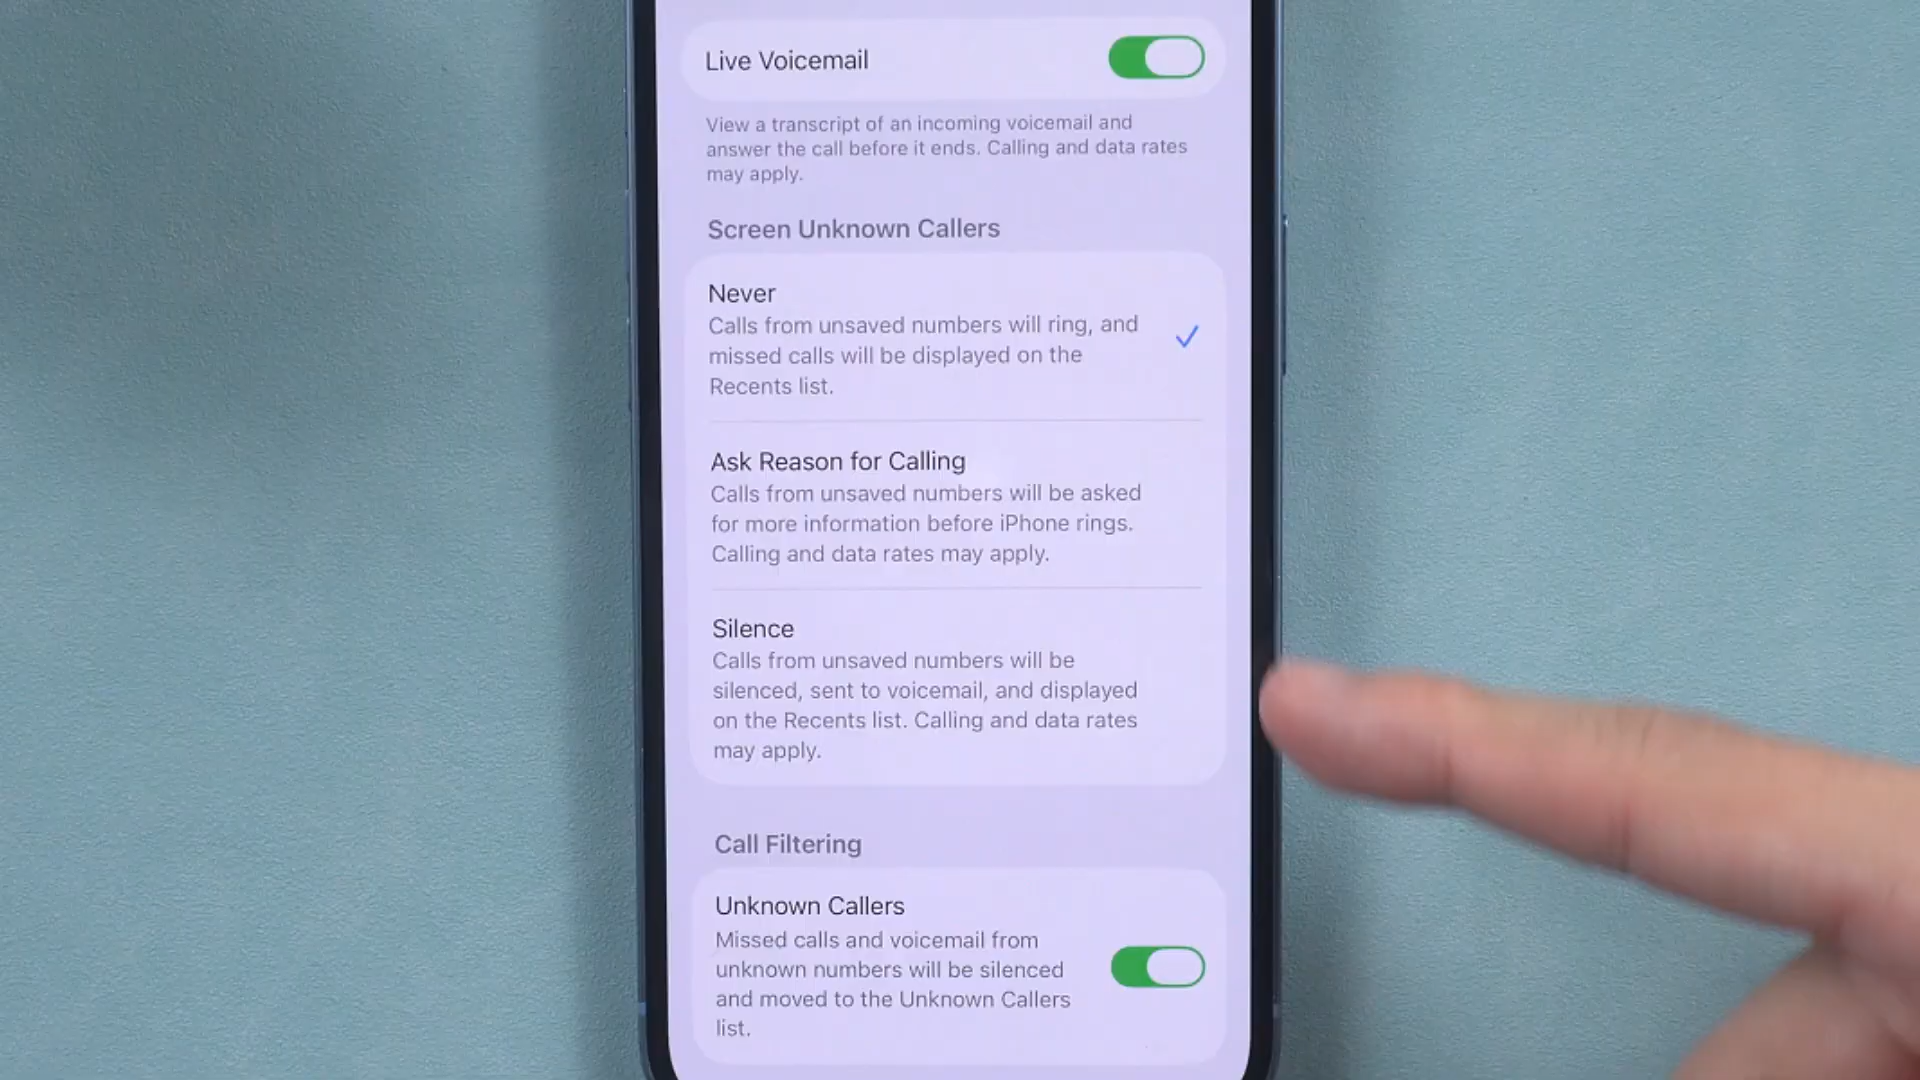 Live Voicemail
View a transcript of an incoming voicemail and
answer the call before it ends. Calling and data rates
may apply.
Screen Unknown Callers
Never
Calls from unsaved numbers will ring, and
missed calls will be displayed on the
Recents list.
Ask Reason for Calling
Calls from unsaved numbers will be asked
for more information before iPhone rings.
Calling and data rates may apply.
Silence
Calls from unsaved numbers will be
silenced, sent to voicemail, and displayed
on the Recents list. Calling and data rates
may apply.
Call Filtering
Unknown Callers
Missed calls and voicemail from
unknown numbers will be silenced
and moved to the Unknown Callers
list.